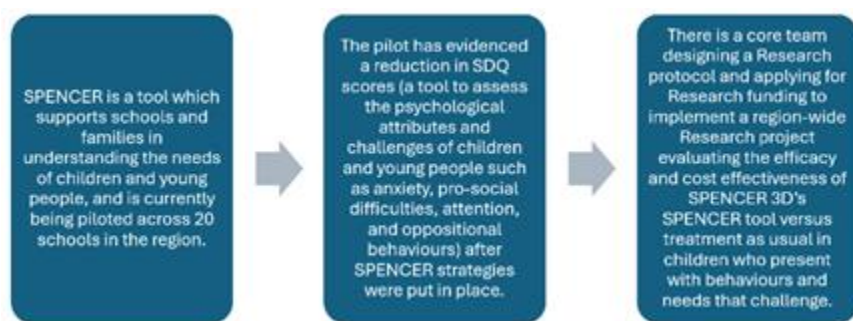 SPENCER is a tool which
supports schools and
families in
understanding the needs
of children and young
people, and is currently
being piloted across 20
schools in the region.
The pilot has evidenced
a reduction in SDQ
scores (a tool to assess
the psychological
attributes and
challenges of children
and young people such
as anxiety, pro-social
difficulties, attention,
and oppositional
behaviours) after
SPENCER strategies
were put in place.
There is a core team
designing a Research
protocol and applying for
Research funding to
implement a region-wide
Research project
evaluating the efficacy
and cost effectiveness of
SPENCER 3D's
SPENCER tool versus
treatment as usual in
children who present
with behaviours and
needs that challenge.